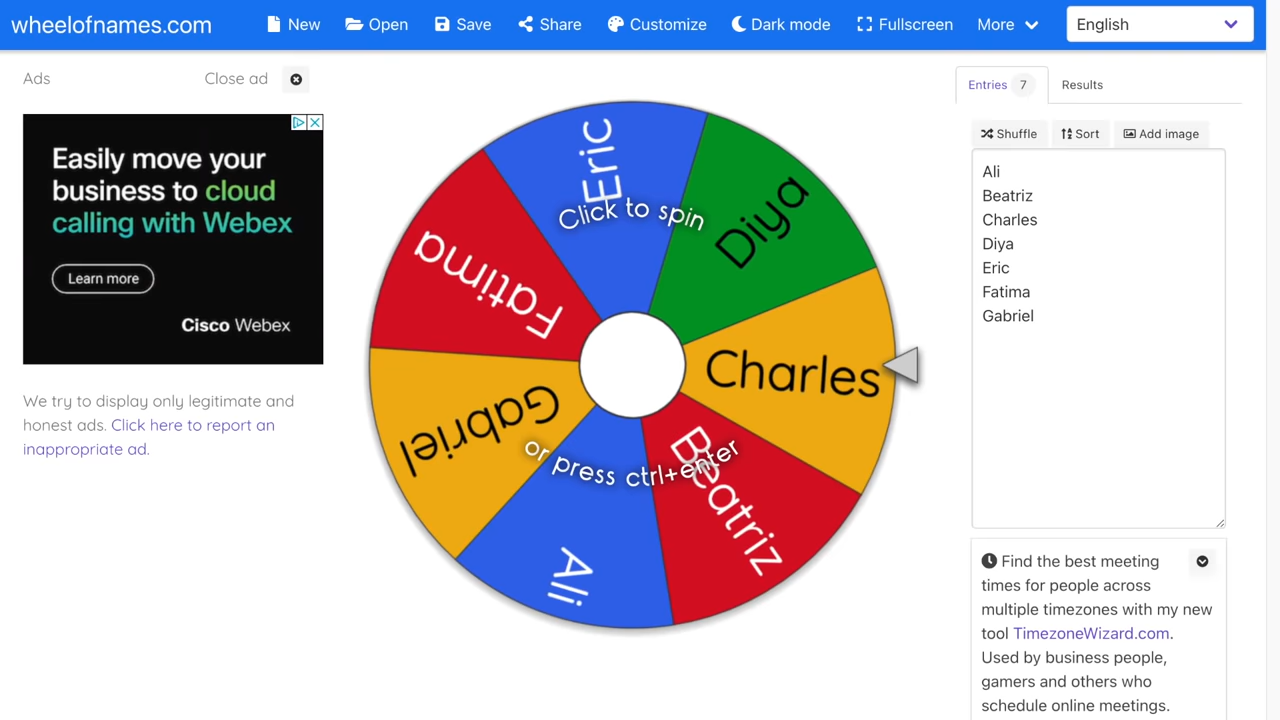 wheelofnames.com
New
Open
Save
Share
Customize
Dark mode
Fullscreen
More
English
Ads
Close ad
Easily move your
business to cloud
calling with Webex
Learn more
Cisco Webex
We try to display only legitimate and
honest ads. Click here to report an
inappropriate ad.
Eric
Diya
Charles
Beatriz
Ali
Gabriel
Fatima
Click to spin
or press ctrl+enter
Entries 7
Results
Shuffle
Sort
Add image
Ali
Beatriz
Charles
Diya
Eric
Fatima
Gabriel
Find the best meeting
times for people across
multiple timezones with my new
tool TimezoneWizard.com.
Used by business people,
gamers and others who
schedule online meetings.